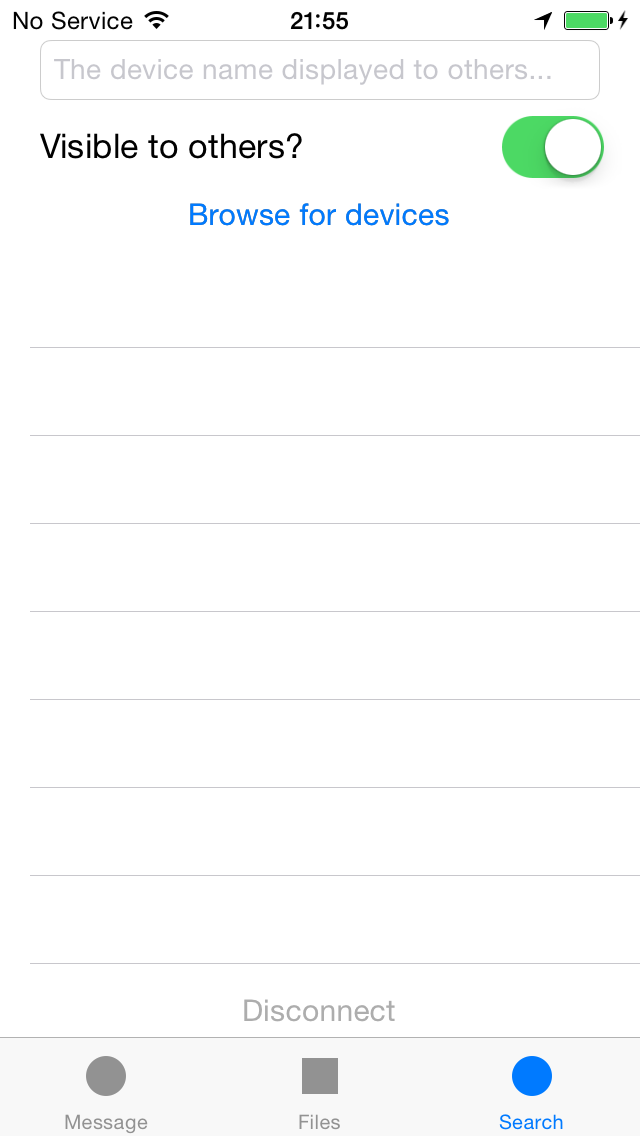 No Service 21:55
The device name displayed to others...
Visible to others?
Browse for devices
Disconnect
Message Files Search